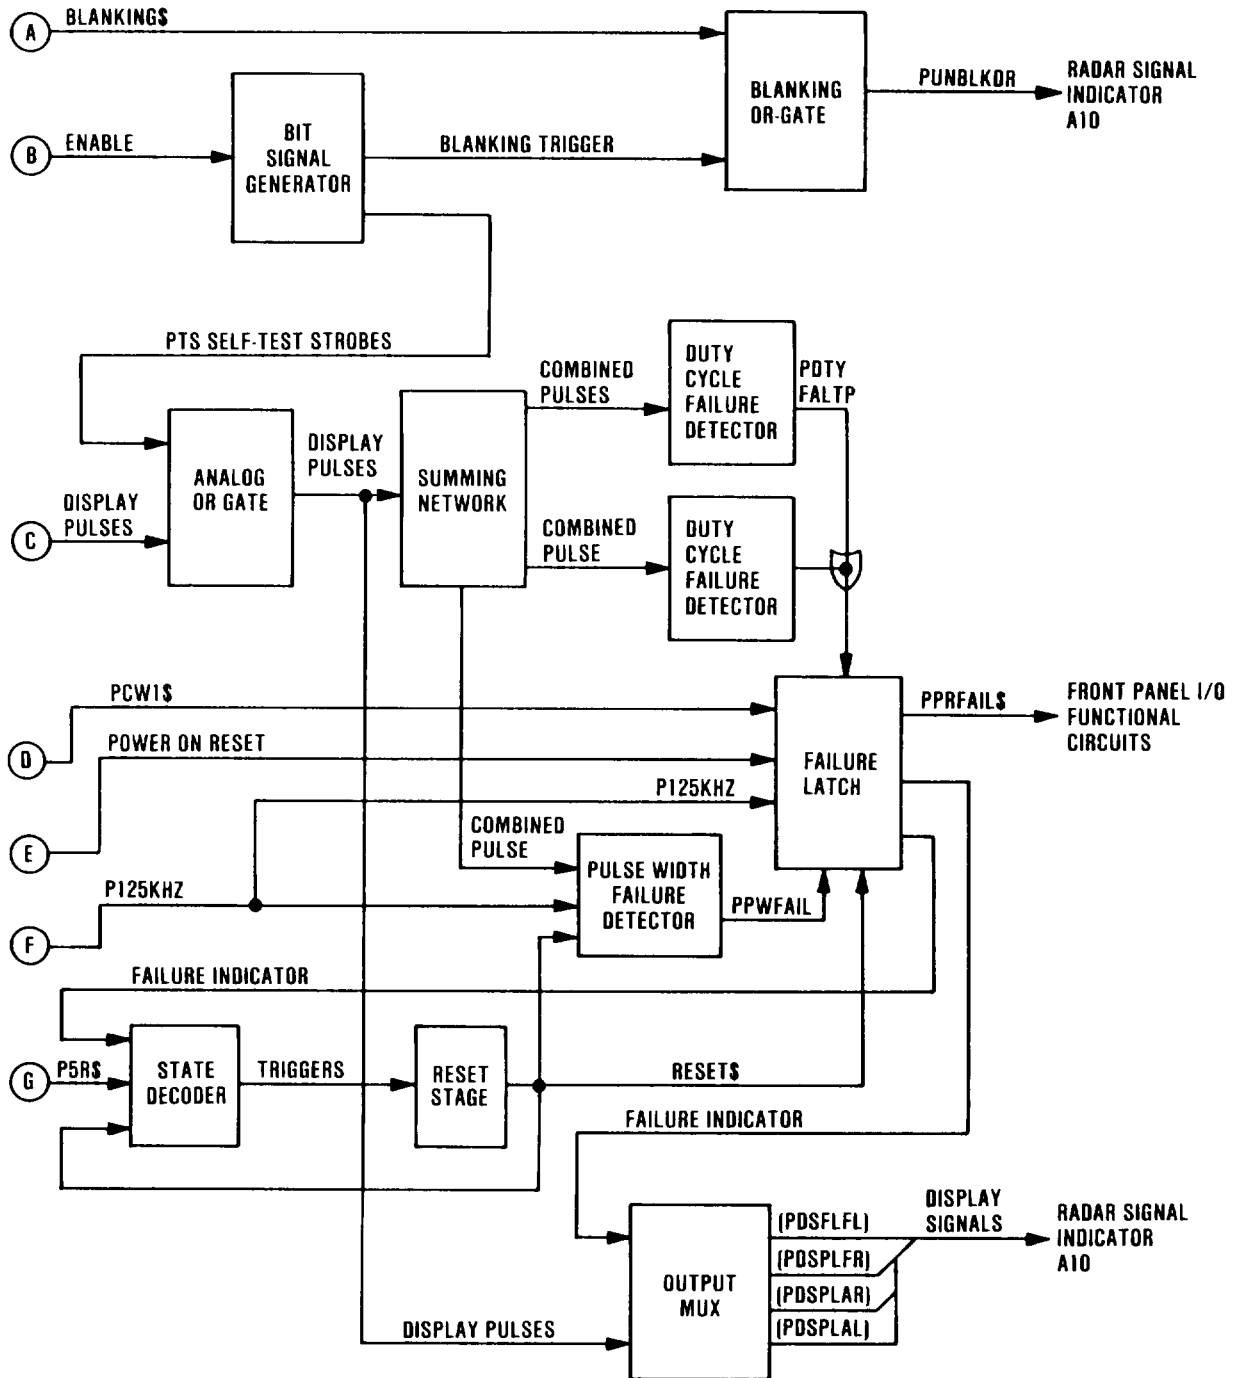 A
BLANKING$
BLANKING
OR-GATE
PUNBLKDR
RADAR SIGNAL
INDICATOR
A10
B
ENABLE
BIT
SIGNAL
GENERATOR
BLANKING TRIGGER
PTS SELF-TEST STROBES
C
DISPLAY
PULSES
ANALOG
OR GATE
DISPLAY
PULSES
SUMMING
NETWORK
COMBINED
PULSES
DUTY
CYCLE
FAILURE
DETECTOR
PDTY
FALTP
COMBINED
PULSE
DUTY
CYCLE
FAILURE
DETECTOR
D
PCW1$
E
POWER ON RESET
P125KHZ
FAILURE
LATCH
PPRFAIL$
FRONT PANEL I/O
FUNCTIONAL
CIRCUITS
COMBINED
PULSE
F
P125KHZ
PULSE WIDTH
FAILURE
DETECTOR
PPWFAIL
FAILURE INDICATOR
G
P5R$
STATE
DECODER
TRIGGERS
RESET
STAGE
RESET$
FAILURE INDICATOR
DISPLAY PULSES
OUTPUT
MUX
(PDSFLFL)
(PDSPLFR)
(PDSPLAR)
(PDSPLAL)
DISPLAY
SIGNALS
RADAR SIGNAL
INDICATOR
A10